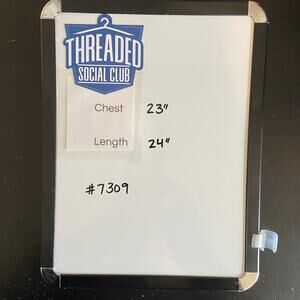 THREADED
SOCIAL CLUB
Chest 23"
Length 24"
#7309